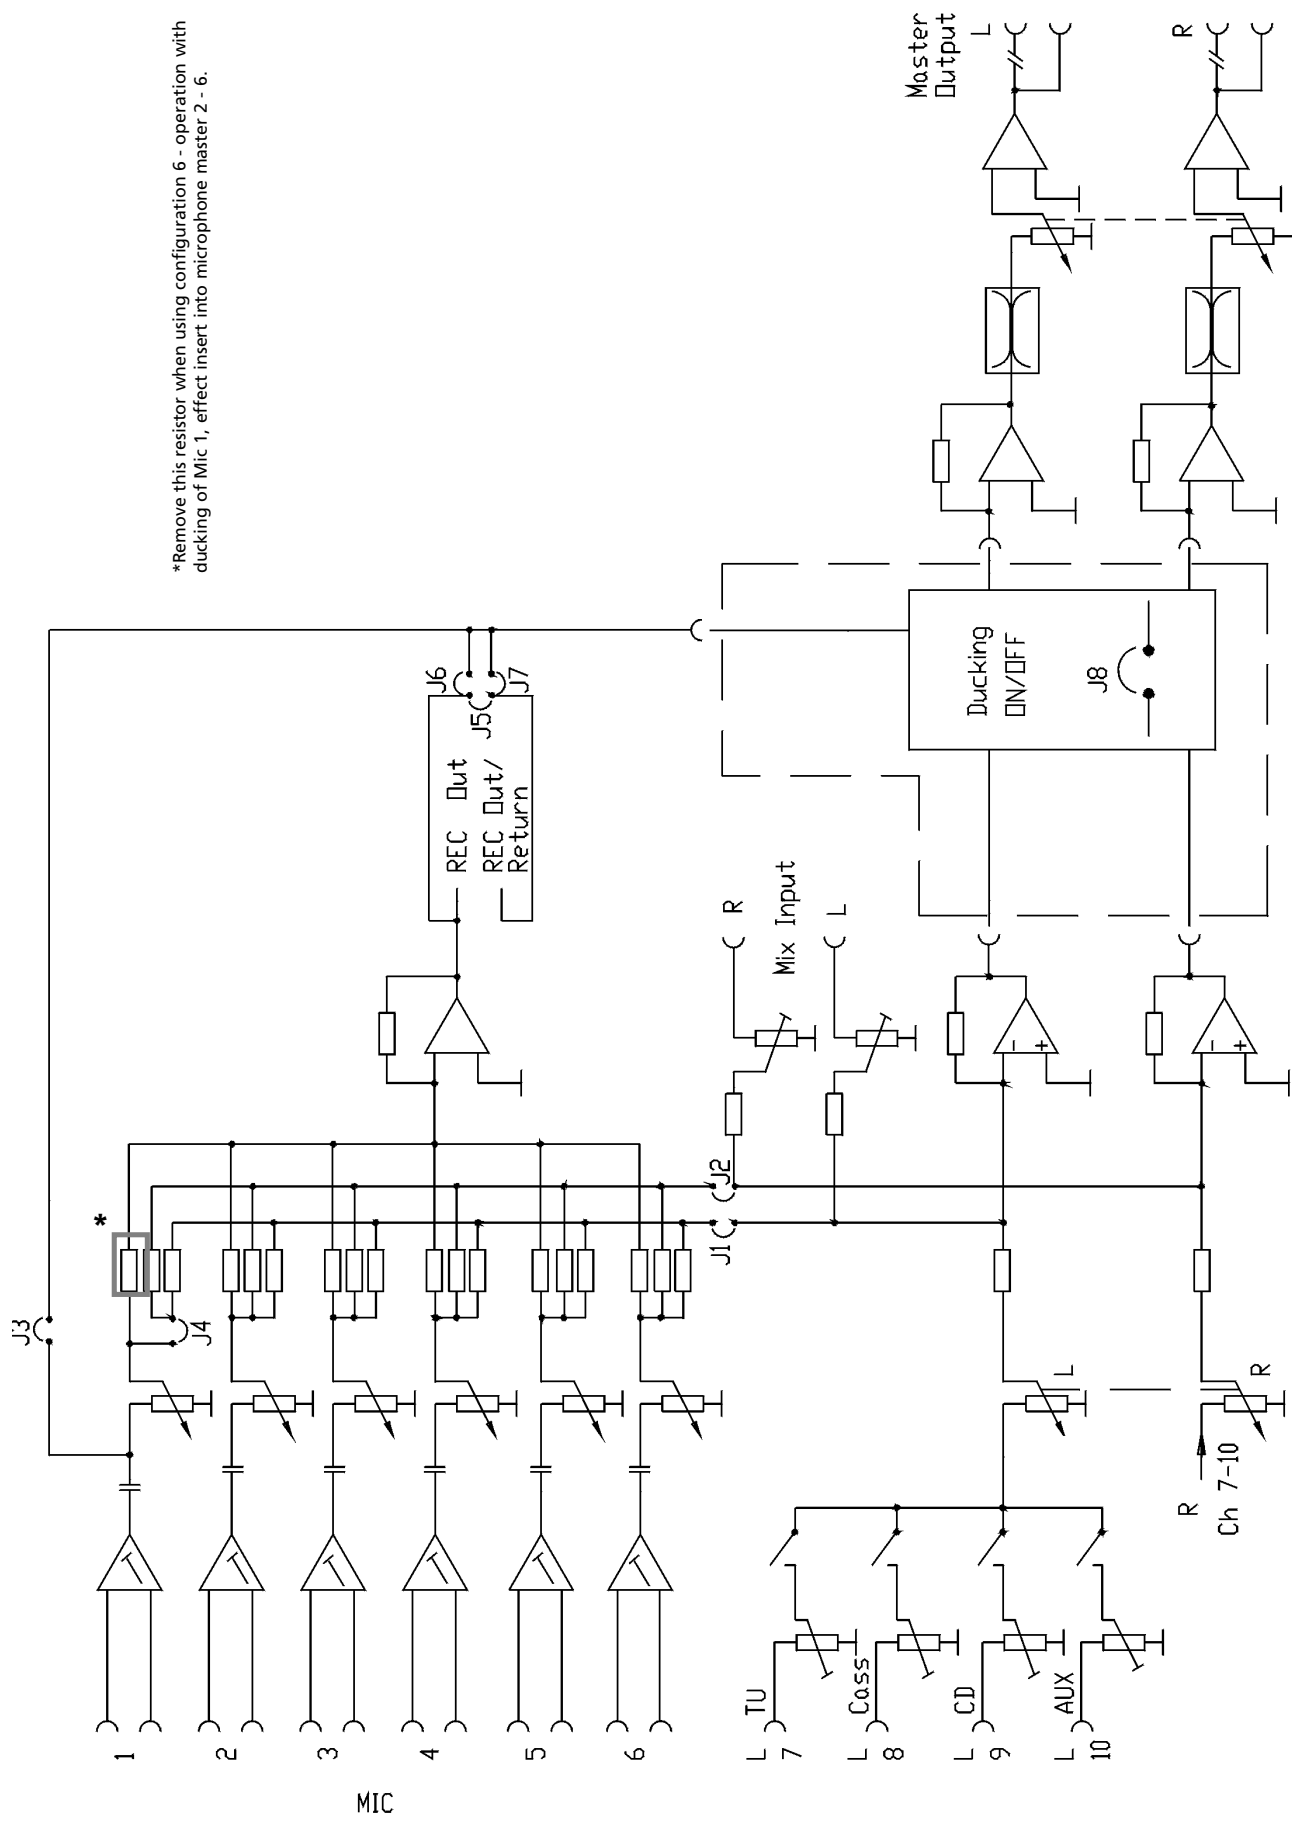 *Remove this resistor when using configuration 6 - operation with
ducking of Mic 1, effect insert into microphone master 2 - 6.
MIC
1
2
3
4
5
6
L
7
TU
L
8
Cass
L
9
CD
L
10
AUX
R
Ch 7-10
L
R
J3
J4
*
J1
J2
Mix Input
R
L
-
+
-
+
REC Out
REC Out/
Return
J5
J6
J7
Ducking
ON/OFF
J8
Master
Output
L
R